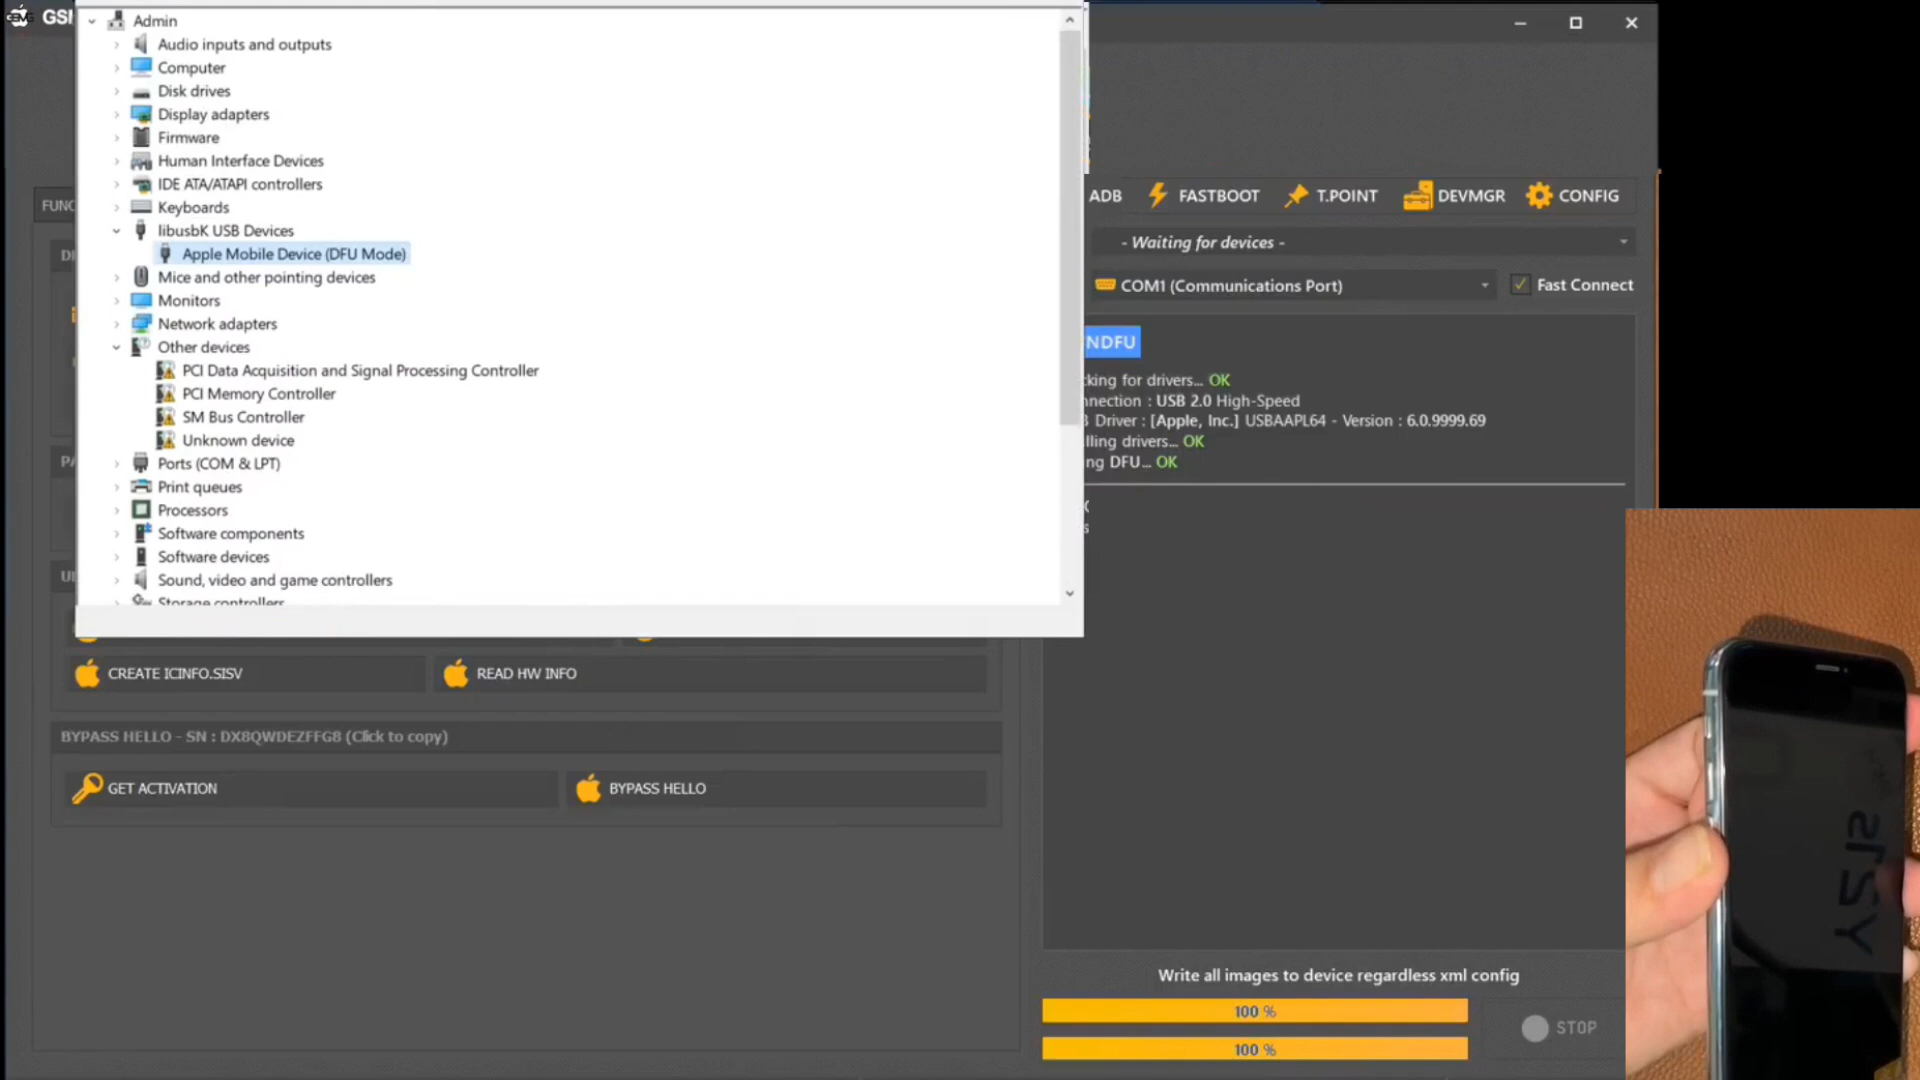 GSM
Admin
Audio inputs and outputs
Computer
Disk drives
Display adapters
Firmware
Human Interface Devices
IDE ATA/ATAPI controllers
Keyboards
libusbK USB Devices
Apple Mobile Device (DFU Mode)
Mice and other pointing devices
Monitors
Network adapters
Other devices
PCI Data Acquisition and Signal Processing Controller
PCI Memory Controller
SM Bus Controller
Unknown device
Ports (COM & LPT)
Print queues
Processors
Software components
Software devices
Sound, video and game controllers
Storage controllers
FUNC
CREATE ICINFO.SISV
READ HW INFO
BYPASS HELLO - SN : DX8QWDEZFFG8 (Click to copy)
GET ACTIVATION
BYPASS HELLO
ADB
FASTBOOT
T.POINT
DEVMGR
CONFIG
- Waiting for devices -
COM1 (Communications Port)
Fast Connect
NDFU
king for drivers... OK
nnection : USB 2.0 High-Speed
B Driver : [Apple, Inc.] USBAAPL64 - Version : 6.0.9999.69
lling drivers... OK
ng DFU... OK
Write all images to device regardless xml config
100 %
100 %
STOP